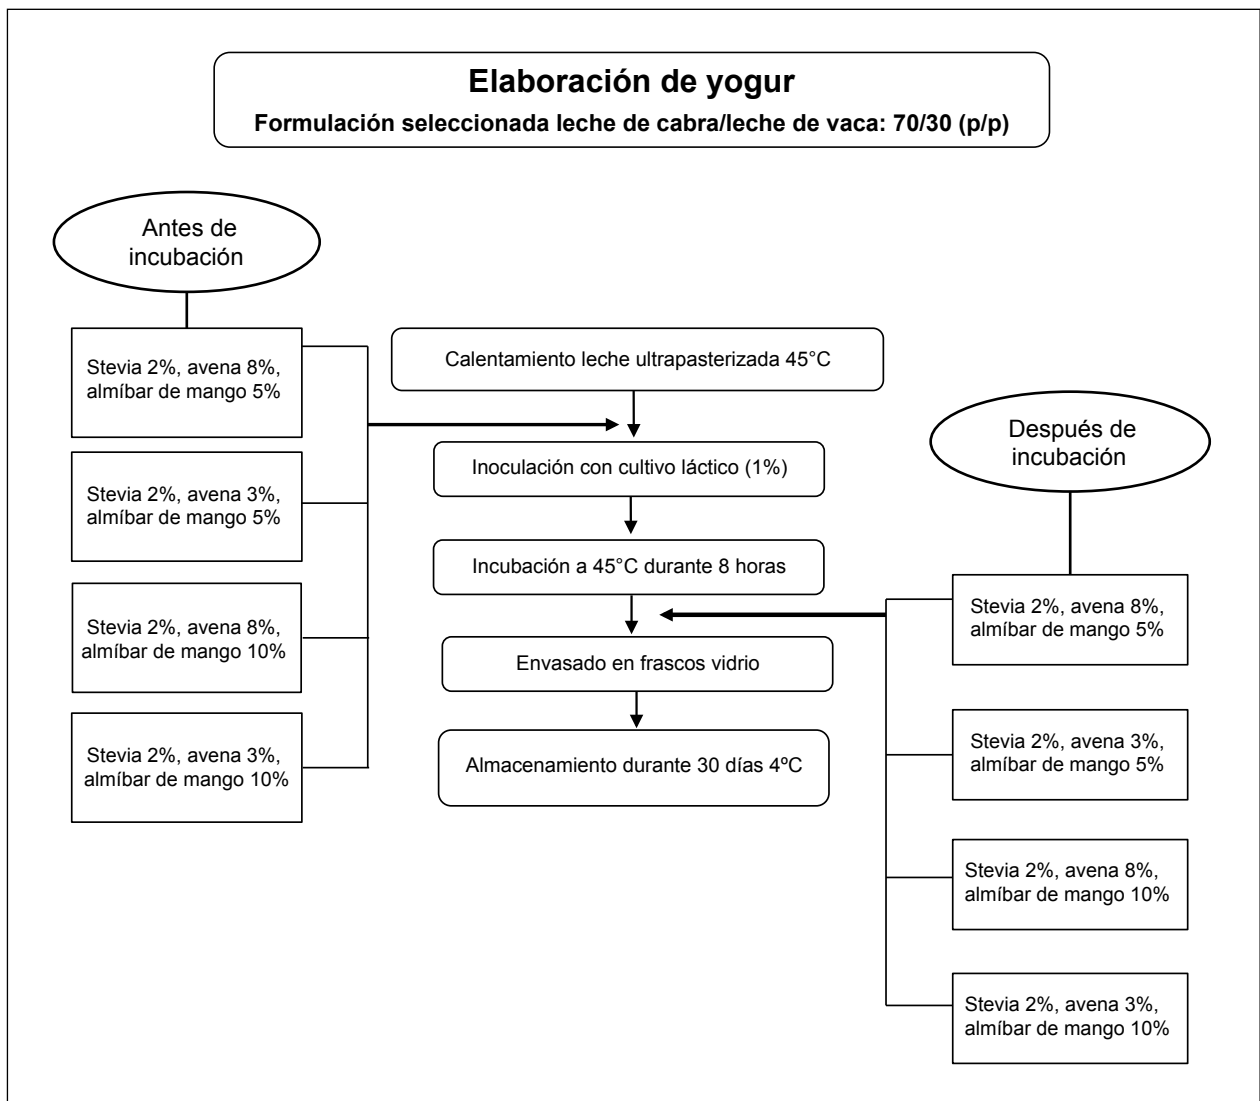 Elaboración de yogur
Formulación seleccionada leche de cabra/leche de vaca: 70/30 (p/p)
Antes de
incubación
Stevia 2%, avena 8%,
almíbar de mango 5%
Stevia 2%, avena 3%,
almíbar de mango 5%
Stevia 2%, avena 8%,
almíbar de mango 10%
Stevia 2%, avena 3%,
almíbar de mango 10%
Calentamiento leche ultrapasterizada 45°C
Inoculación con cultivo láctico (1%)
Incubación a 45°C durante 8 horas
Envasado en frascos vidrio
Almacenamiento durante 30 días 4ºC
Después de
incubación
Stevia 2%, avena 8%,
almíbar de mango 5%
Stevia 2%, avena 3%,
almíbar de mango 5%
Stevia 2%, avena 8%,
almíbar de mango 10%
Stevia 2%, avena 3%,
almíbar de mango 10%